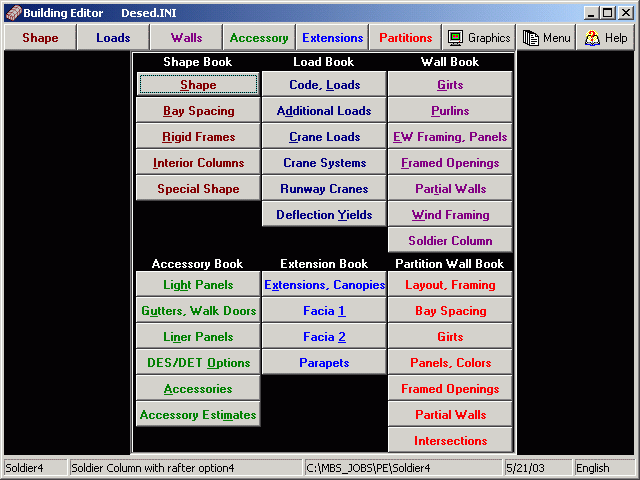 Building Editor Desed.INI
Shape Loads Walls Accessory Extensions Partitions Graphics Menu Help
Shape Book Load Book Wall Book
Shape Code, Loads Girts
Bay Spacing Additional Loads Purlins
Rigid Frames Crane Loads EW Framing, Panels
Interior Columns Crane Systems Framed Openings
Special Shape Runway Cranes Partial Walls
Deflection Yields Wind Framing
Soldier Column
Accessory Book Extension Book Partition Wall Book
Light Panels Extensions, Canopies Layout, Framing
Gutters, Walk Doors Facia 1 Bay Spacing
Liner Panels Facia 2 Girts
DES/DET Options Parapets Panels, Colors
Accessories Framed Openings
Accessory Estimates Partial Walls
Intersections
Soldier4 Soldier Column with rafter option4 C:\MBS_JOBS\PE\Soldier4 5/21/03 English